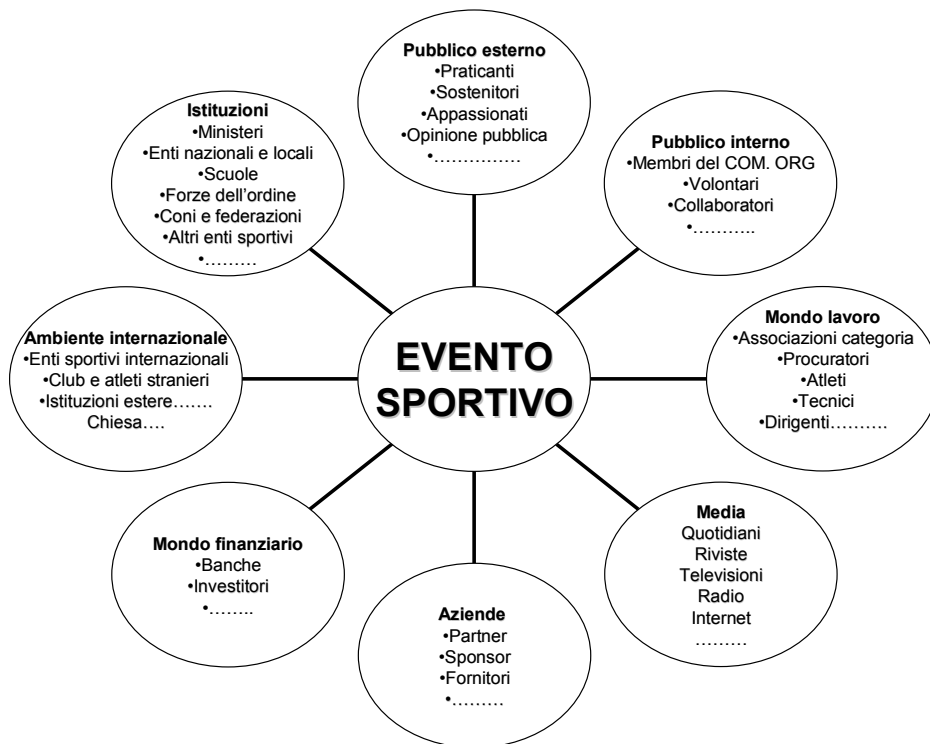 Pubblico esterno
•Praticanti
•Sostenitori
•Appassionati
•Opinione pubblica
•……………
Istituzioni
•Ministeri
•Enti nazionali e locali
•Scuole
•Forze dell'ordine
•Coni e federazioni
•Altri enti sportivi
•………
Pubblico interno
•Membri del COM. ORG
•Volontari
•Collaboratori
•………..
Ambiente internazionale
•Enti sportivi internazionali
•Club e atleti stranieri
•Istituzioni estere…….
Chiesa….
EVENTO
SPORTIVO
Mondo lavoro
•Associazioni categoria
•Procuratori
•Atleti
•Tecnici
•Dirigenti……….
Mondo finanziario
•Banche
•Investitori
•……..
Aziende
•Partner
•Sponsor
•Fornitori
•………
Media
Quotidiani
Riviste
Televisioni
Radio
Internet
………